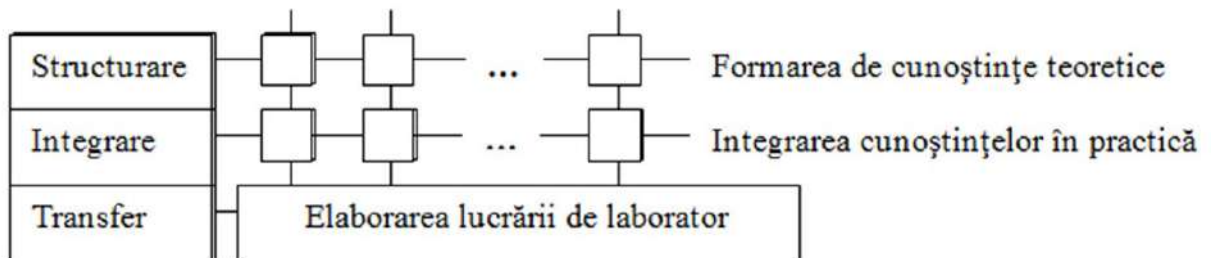 Structurare ... Formarea de cunoştinţe teoretice
Integrare ... Integrarea cunoştinţelor în practică
Transfer Elaborarea lucrării de laborator